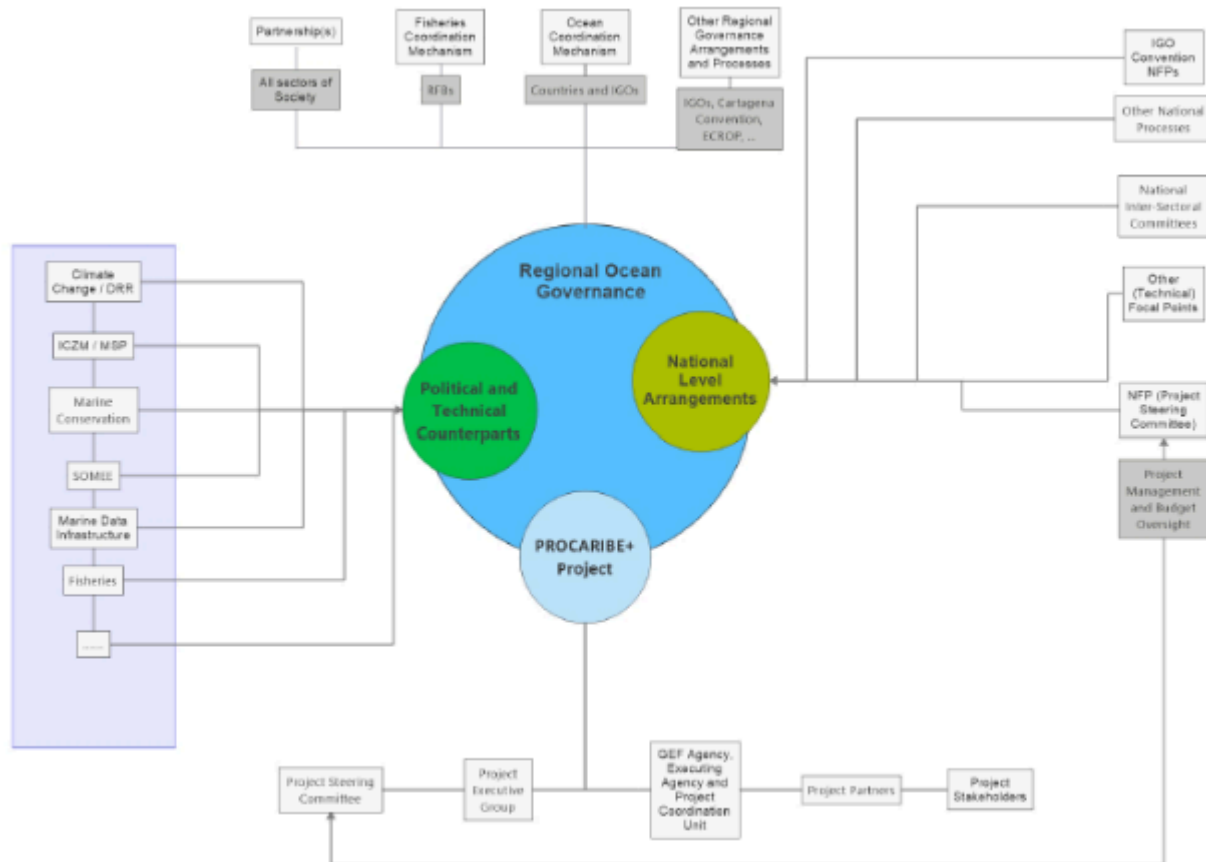 Partnership(s)
All sectors of
Society
Fisheries
Coordination
Mechanism
RFBs
Ocean
Coordination
Mechanism
Countries and IGOs
Other Regional
Governance
Arrangements
and Processes
IGOs, Cartagena
Convention,
ECROP, ...
IGO
Convention
NFPs
Other National
Processes
National
Inter-Sectoral
Committees
Other
(Technical)
Focal Points
NFP (Project
Steering
Committee)
Project
Management
and Budget
Oversight
Regional Ocean
Governance
Political and
Technical
Counterparts
National
Level
Arrangements
PROCARIBE+
Project
Climate
Change / DRR
ICZM / MSP
Marine
Conservation
SOMEE
Marine Data
Infrastructure
Fisheries
......
Project Steering
Committee
Project
Executive
Group
GEF Agency,
Executing
Agency and
Project
Coordination
Unit
Project Partners
Project
Stakeholders